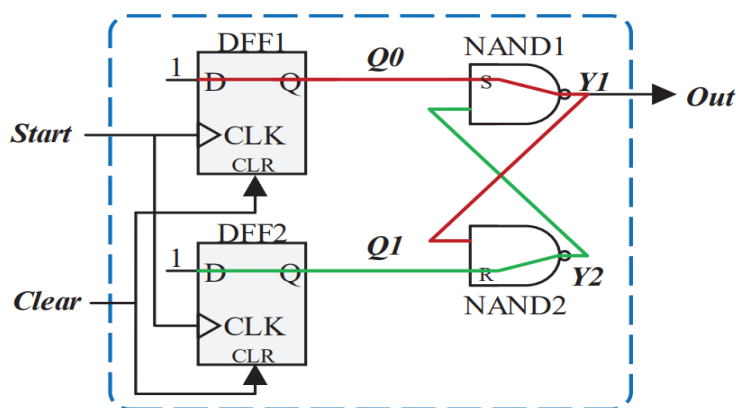 DFF1
NAND1
1
D
Q
Q0
S
Y1
Out
Start
CLK
CLR
DFF2
Q1
1
D
Q
R
Y2
NAND2
Clear
CLK
CLR